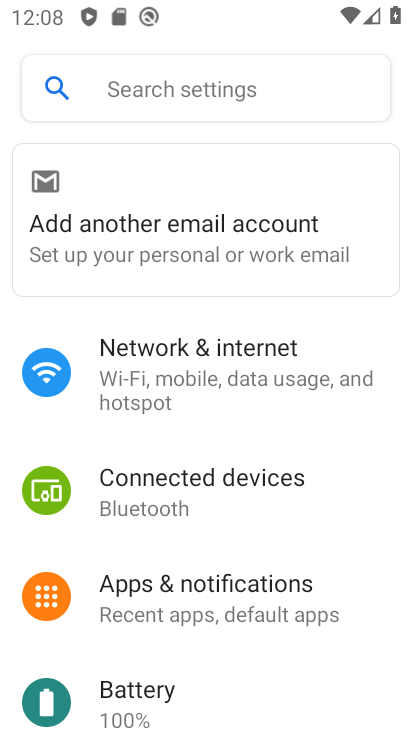 12:08
Search settings
Add another email account
Set up your personal or work email
Network & internet
Wi-Fi, mobile, data usage, and
hotspot
Connected devices
Bluetooth
Apps & notifications
Recent apps, default apps
Battery
100%